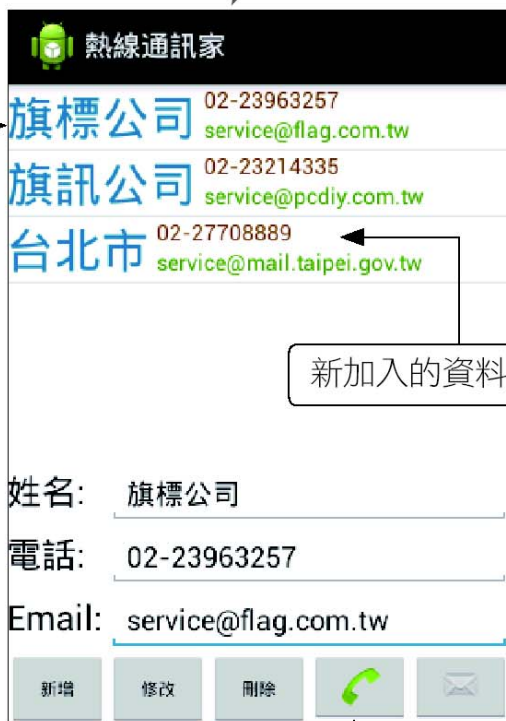 熱線通訊家
旗標公司 02-23963257
service@flag.com.tw
旗訊公司 02-23214335
service@pcdiy.com.tw
台北市 02-27708889
service@mail.taipei.gov.tw
新加入的資料
姓名: 旗標公司
電話: 02-23963257
Email: service@flag.com.tw
新增 修改 刪除